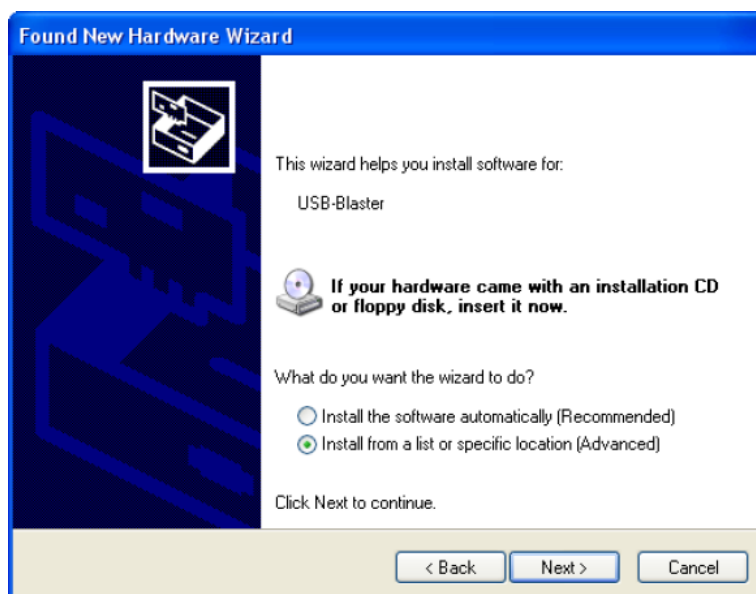 Found New Hardware Wizard
This wizard helps you install software for:
USB-Blaster
If your hardware came with an installation CD
or floppy disk, insert it now.
What do you want the wizard to do?
Install the software automatically (Recommended)
Install from a list or specific location (Advanced)
Click Next to continue.
< Back
Next >
Cancel